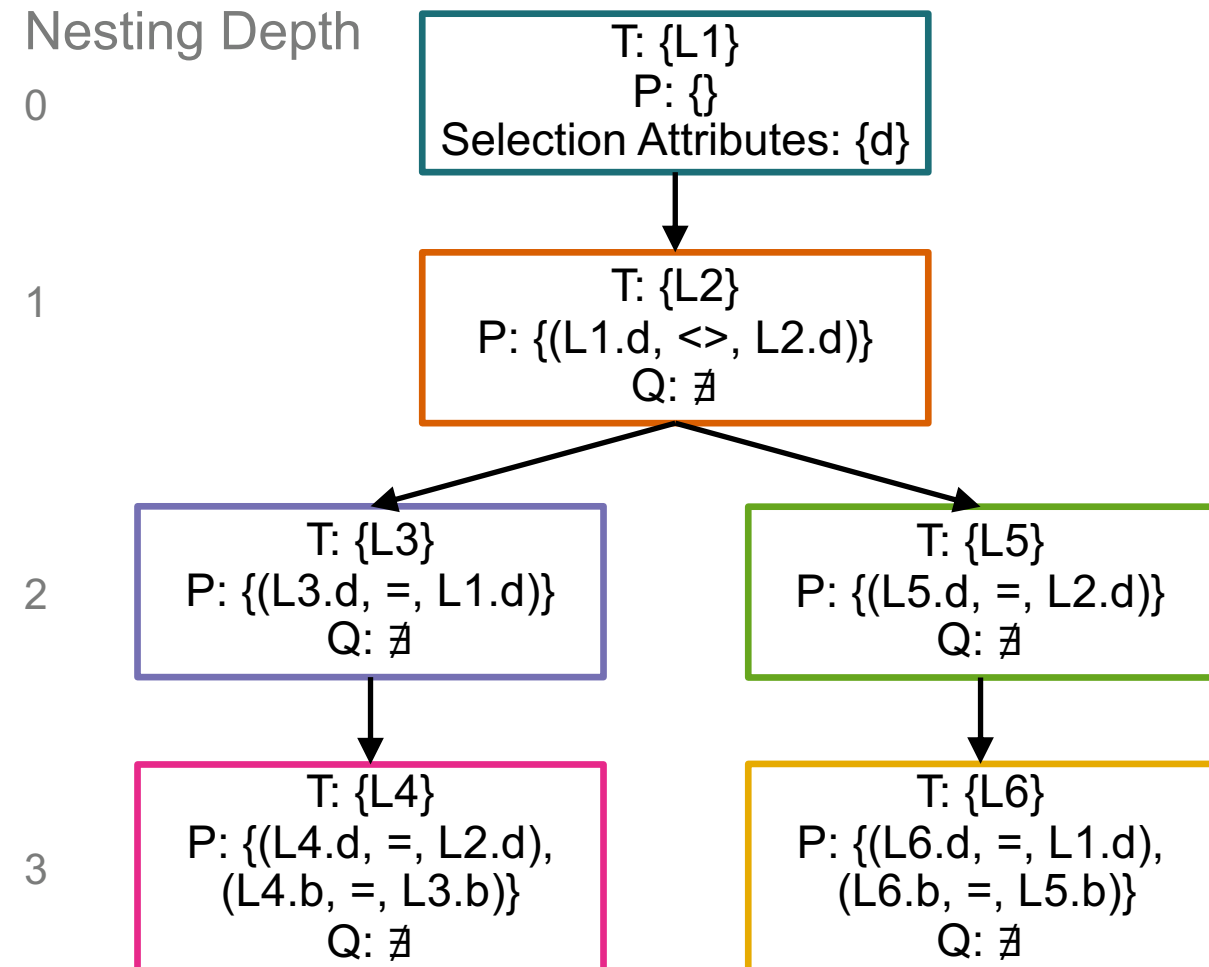 Nesting Depth
0
T: {L1}
P: {}
Selection Attributes: {d}
1
T: {L2}
P: {(L1.d, <>, L2.d)}
Q: ∄
2
T: {L3}
P: {(L3.d, =, L1.d)}
Q: ∄
T: {L5}
P: {(L5.d, =, L2.d)}
Q: ∄
3
T: {L4}
P: {(L4.d, =, L2.d),
(L4.b, =, L3.b)}
Q: ∄
T: {L6}
P: {(L6.d, =, L1.d),
(L6.b, =, L5.b)}
Q: ∄